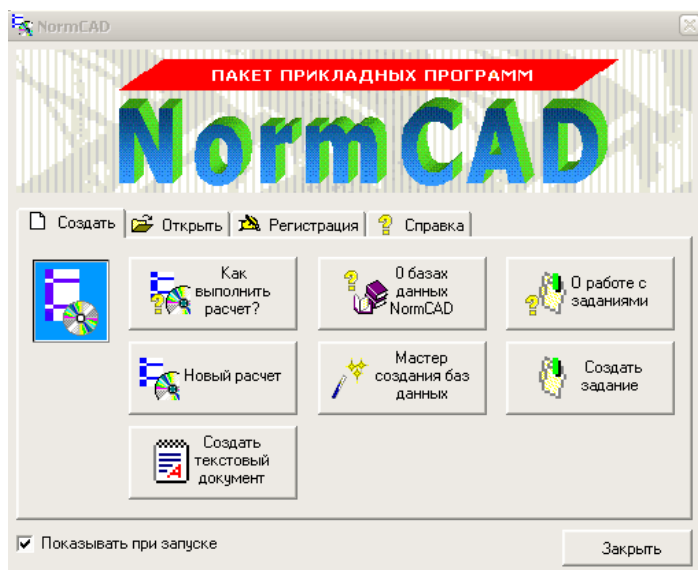 NormCAD
ПАКЕТ ПРИКЛАДНЫХ ПРОГРАММ
NormCAD
Создать
Открыть
Регистрация
Справка
Как
выполнить
расчет?
О базах
данных
NormCAD
О работе с
заданиями
Новый расчет
Мастер
создания баз
данных
Создать
задание
Создать
текстовый
документ
Показывать при запуске
Закрыть